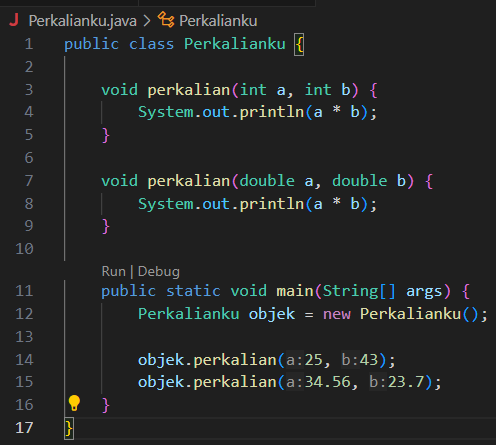 Perkalianku.java > Perkalianku
1 public class Perkalianku {
2
3 void perkalian(int a, int b) {
4 System.out.println(a * b);
5 }
6
7 void perkalian(double a, double b) {
8 System.out.println(a * b);
9 }
10
Run | Debug
11 public static void main(String[] args) {
12 Perkalianku objek = new Perkalianku();
13
14 objek.perkalian(a:25, b:43);
15 objek.perkalian(a:34.56, b:23.7);
16 }
17 }